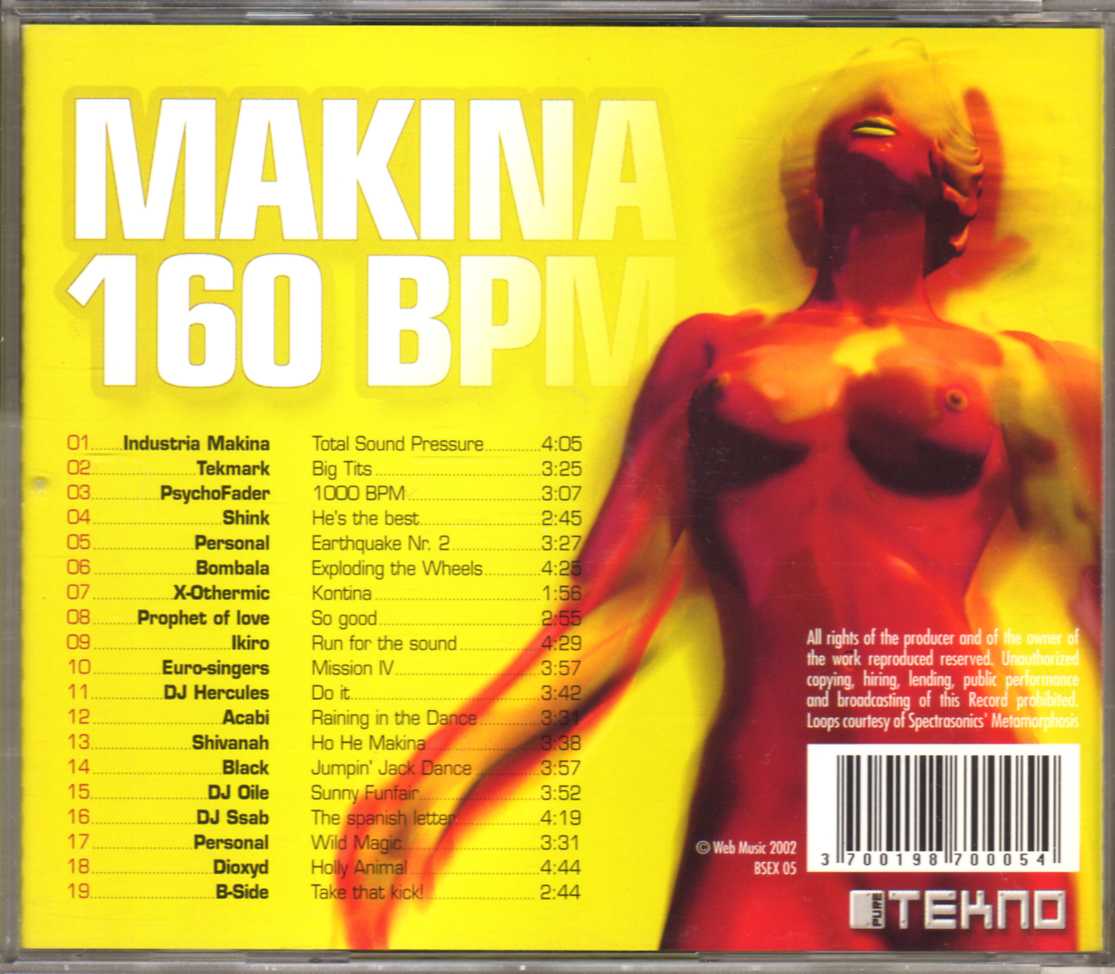 MAKINA
160 BPM
01 Industria Makina Total Sound Pressure 4:05
02 Tekmark Big Tits 3:25
03 PsychoFader 1000 BPM 3:07
04 Shink He's the best 2:45
05 Personal Earthquake Nr. 2 3:27
06 Bombala Exploding the Wheels 4:25
07 X-Othermic Kontina 1:56
08 Prophet of love So good 2:55
09 Ikiro Run for the sound 4:29
10 Euro-singers Mission IV 3:57
11 DJ Hercules Do it 3:42
12 Acabi Raining in the Dance 3:31
13 Shivanah Ho He Makina 3:38
14 Black Jumpin' Jack Dance 3:57
15 DJ Oile Sunny Funfair 3:52
16 DJ Ssab The spanish letter 4:19
17 Personal Wild Magic 3:31
18 Dioxyd Holly Animal 4:44
19 B-Side Take that kick! 2:44
All rights of the producer and of the owner of
the work reproduced reserved. Unauthorized
copying, hiring, lending, public performance
and broadcasting of this Record prohibited.
Loops courtesy of Spectrasonics' Metamorphosis
© Web Music 2002
BSEX 05
3 700198 700054
PURE TEKNO